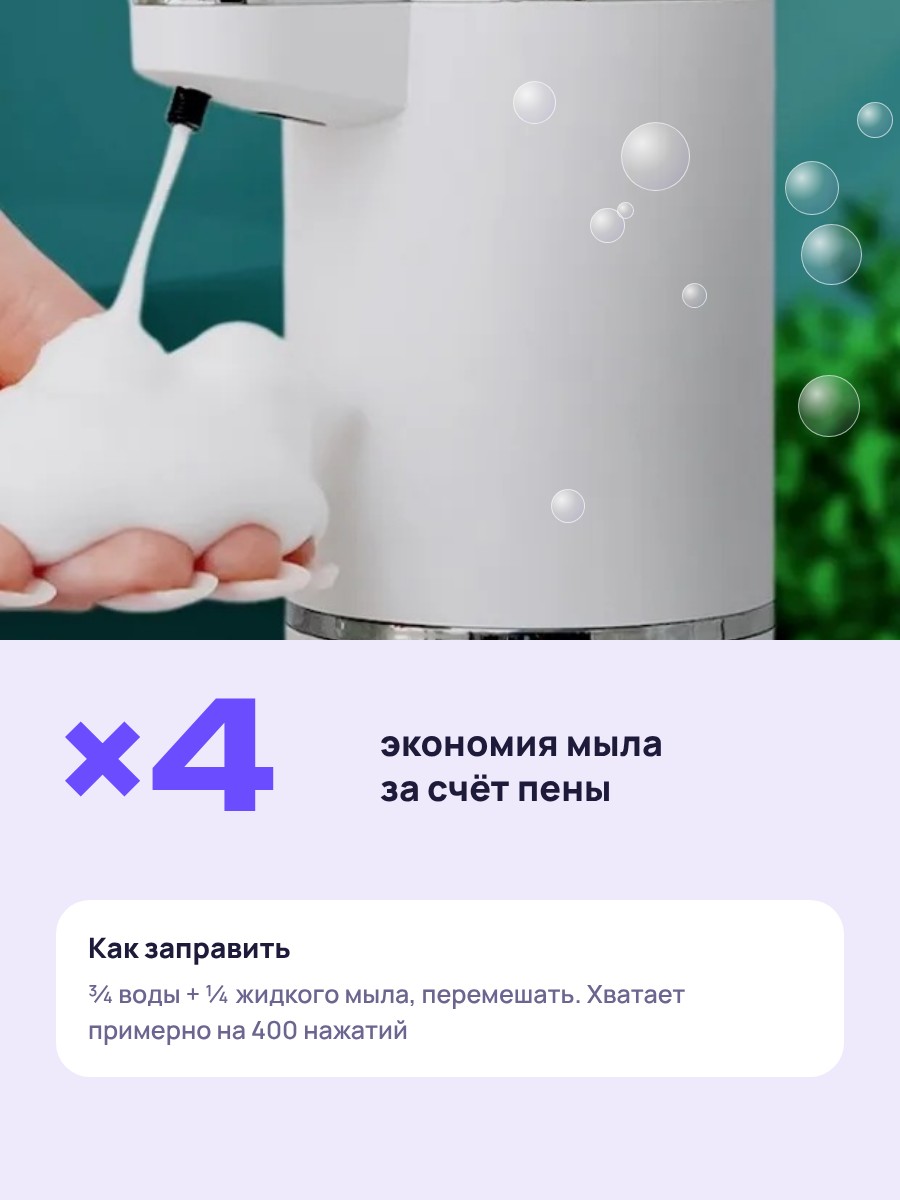 ×4
экономия мыла
за счёт пены
Как заправить
¾ воды + ¼ жидкого мыла, перемешать. Хватает
примерно на 400 нажатий